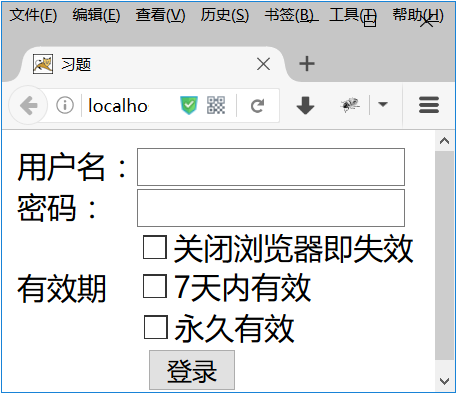 文件(F) 编辑(E) 查看(V) 历史(S) 书签(B) 工具(T) 帮助(H)
习题
localho
用户名：
密码：
关闭浏览器即失效
有效期 7天内有效
永久有效
登录